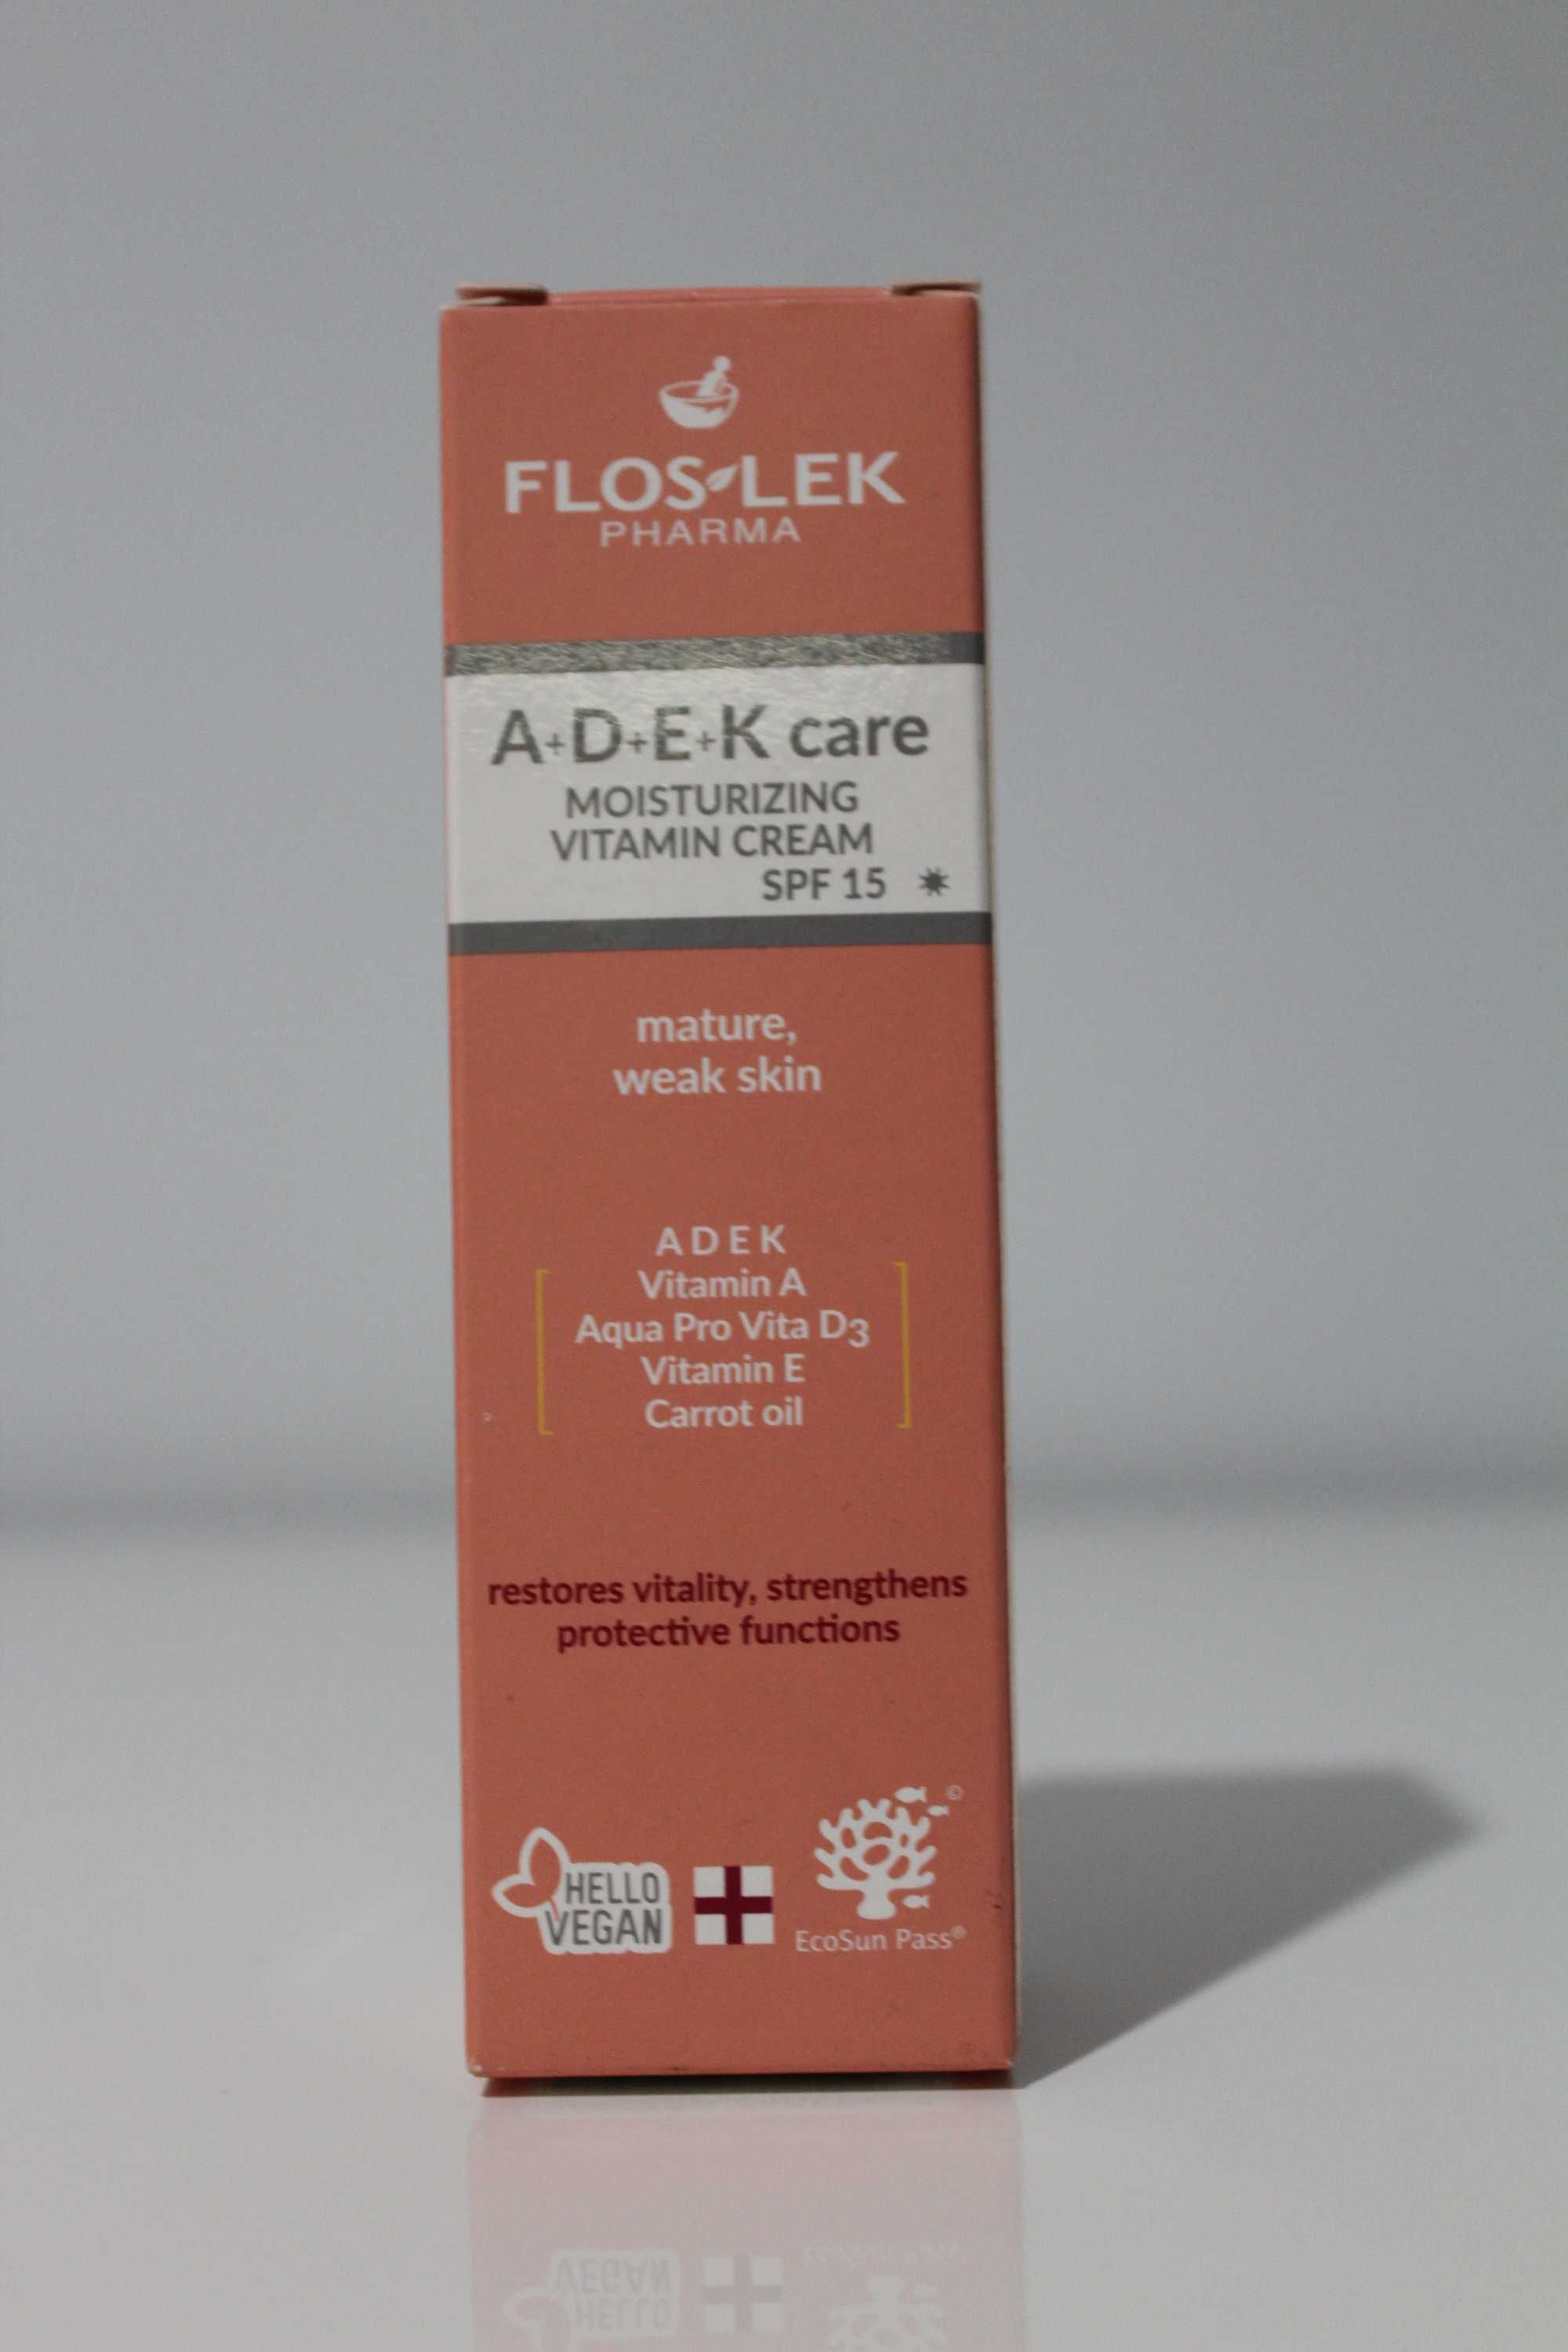 FLOS LEK
PHARMA
A+D+E+K care
MOISTURIZING
VITAMIN CREAM
SPF 15
mature,
weak skin
A D E K
Vitamin A
Aqua Pro Vita D3
Vitamin E
Carrot oil
restores vitality, strengthens
protective functions
HELLO
VEGAN
©
EcoSun Pass®